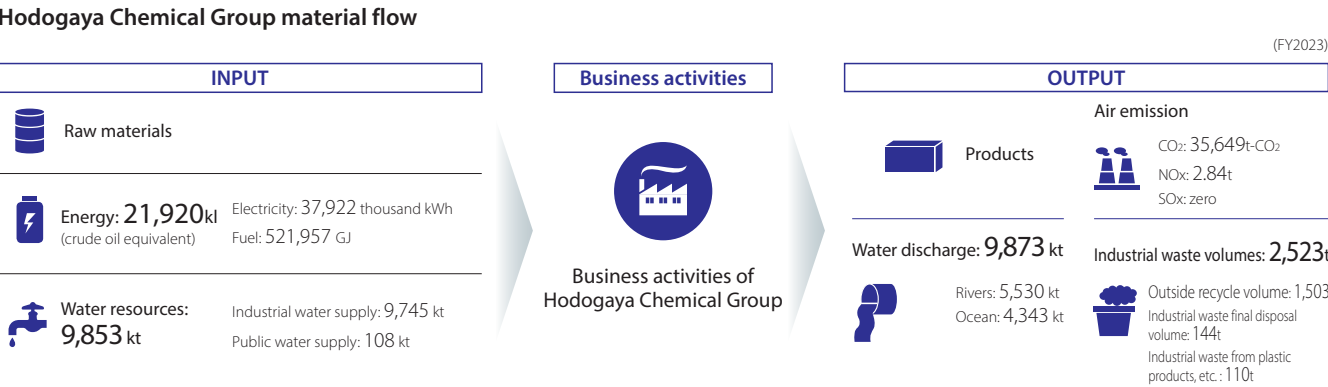 Hodogaya Chemical Group material flow
(FY2023)
INPUT
Raw materials
Energy: 21,920kl
(crude oil equivalent)
Electricity: 37,922 thousand kWh
Fuel: 521,957 GJ
Water resources:
9,853 kt
Industrial water supply: 9,745 kt
Public water supply: 108 kt
Business activities
Business activities of
Hodogaya Chemical Group
OUTPUT
Products
Air emission
CO2: 35,649t-CO2
NOx: 2.84t
SOx: zero
Water discharge: 9,873 kt
Rivers: 5,530 kt
Ocean: 4,343 kt
Industrial waste volumes: 2,523t
Outside recycle volume: 1,503
Industrial waste final disposal
volume: 144t
Industrial waste from plastic
products, etc. : 110t